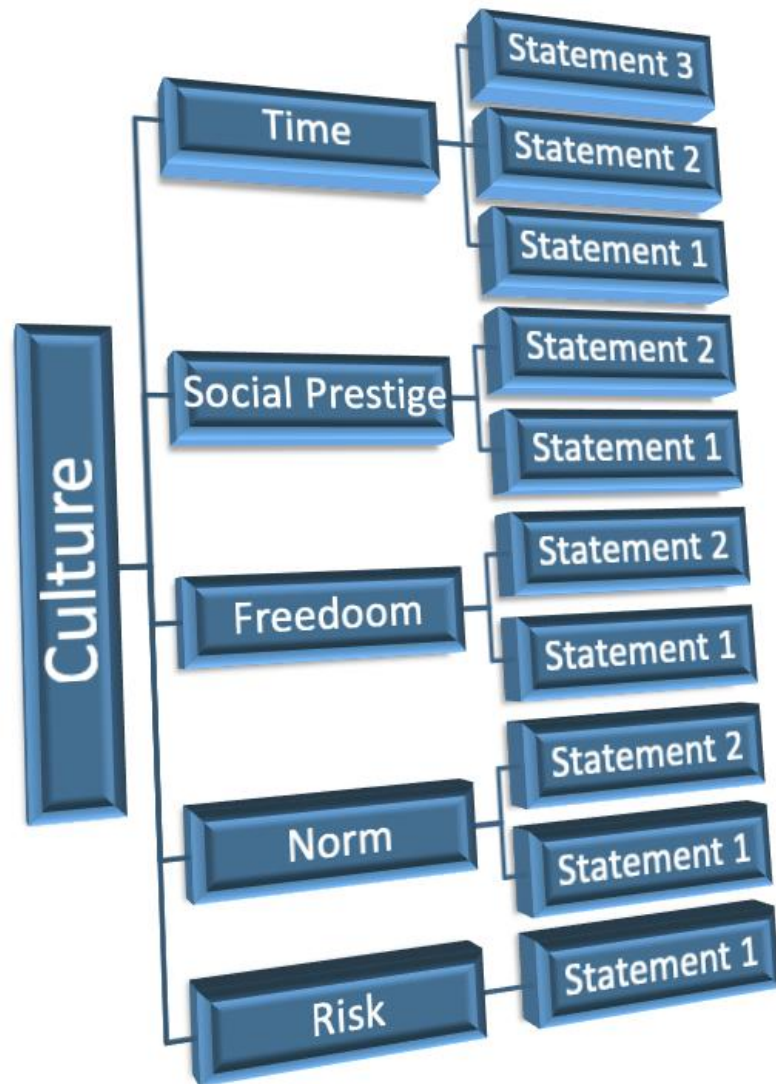 Culture
Time
Statement 3
Statement 2
Statement 1
Social Prestige
Statement 2
Statement 1
Freedoom
Statement 2
Statement 1
Norm
Statement 2
Statement 1
Risk
Statement 1